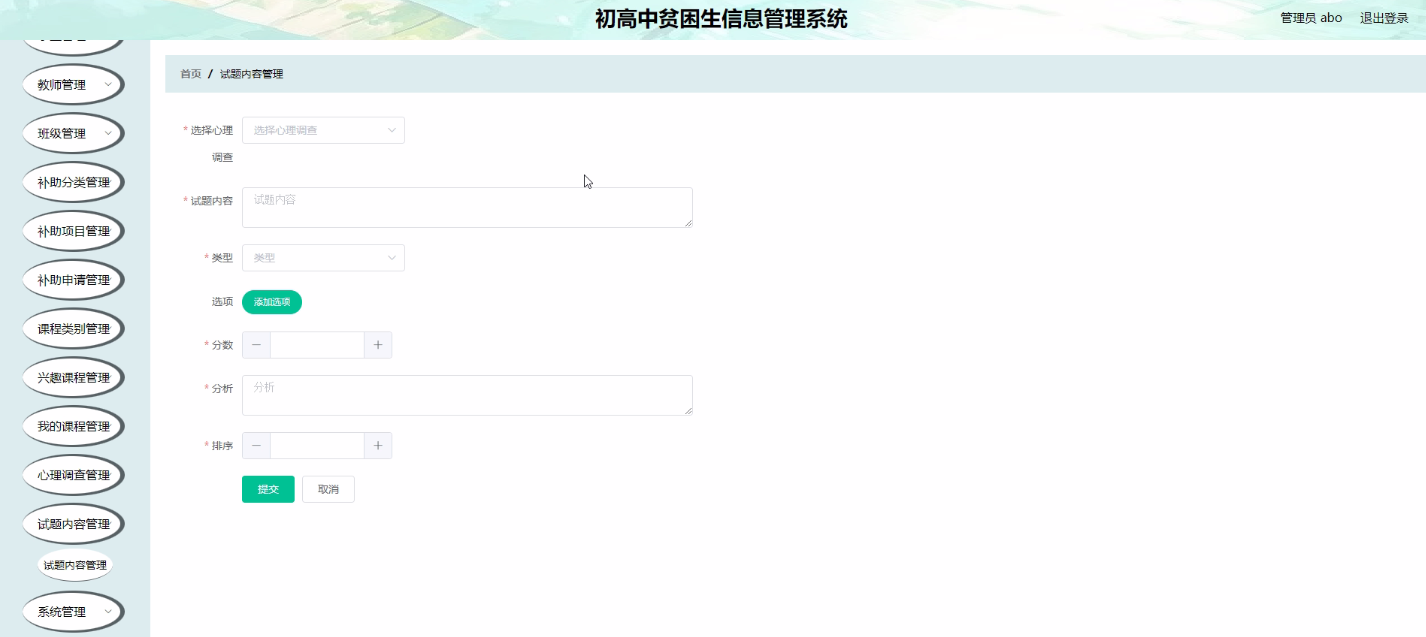 初高中贫困生信息管理系统
管理员 abo 退出登录
教师管理
班级管理
补助分类管理
补助项目管理
补助申请管理
课程类别管理
兴趣课程管理
我的课程管理
心理调查管理
试题内容管理
试题内容管理
系统管理
首页 / 试题内容管理
* 选择心理 选择心理调查
调查
* 试题内容 试题内容
* 类型 类型
选项 添加选项
* 分数 − +
* 分析 分析
* 排序 − +
提交 取消